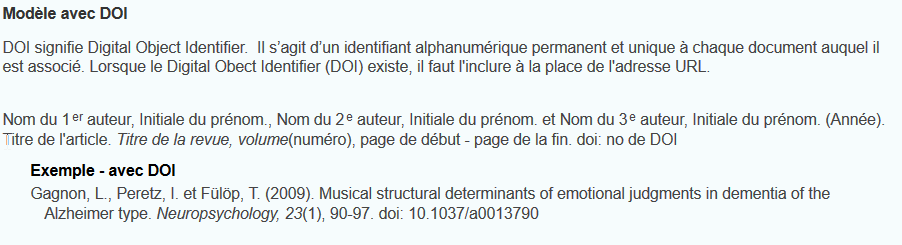 Modèle avec DOI
DOI signifie Digital Object Identifier.  Il s’agit d’un identifiant alphanumérique permanent et unique à chaque document auquel il
est associé. Lorsque le Digital Obect Identifier (DOI) existe, il faut l'inclure à la place de l'adresse URL.
Nom du 1er auteur, Initiale du prénom., Nom du 2e auteur, Initiale du prénom. et Nom du 3e auteur, Initiale du prénom. (Année).
Titre de l'article. Titre de la revue, volume(numéro), page de début - page de la fin. doi: no de DOI
Exemple - avec DOI
Gagnon, L., Peretz, I. et Fülöp, T. (2009). Musical structural determinants of emotional judgments in dementia of the
Alzheimer type. Neuropsychology, 23(1), 90-97. doi: 10.1037/a0013790